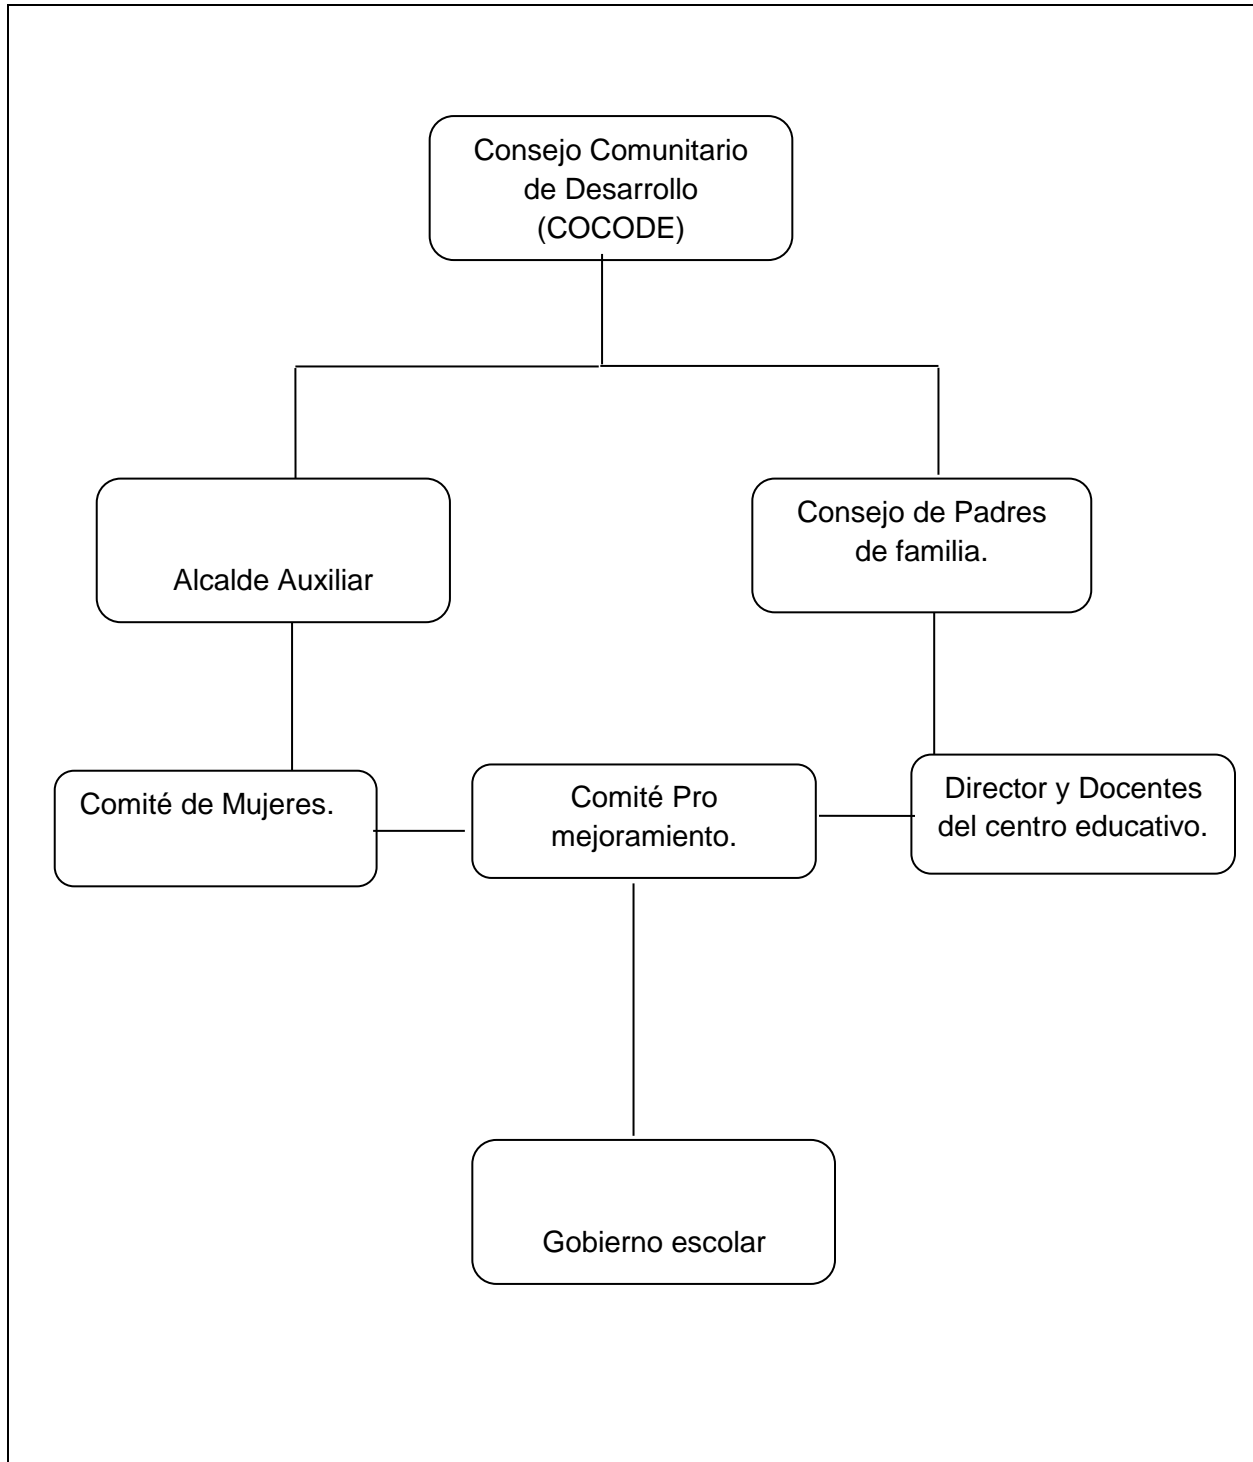 Consejo Comunitario
de Desarrollo
(COCODE)
Alcalde Auxiliar
Consejo de Padres
de familia.
Comité de Mujeres.
Comité Pro
mejoramiento.
Director y Docentes
del centro educativo.
Gobierno escolar